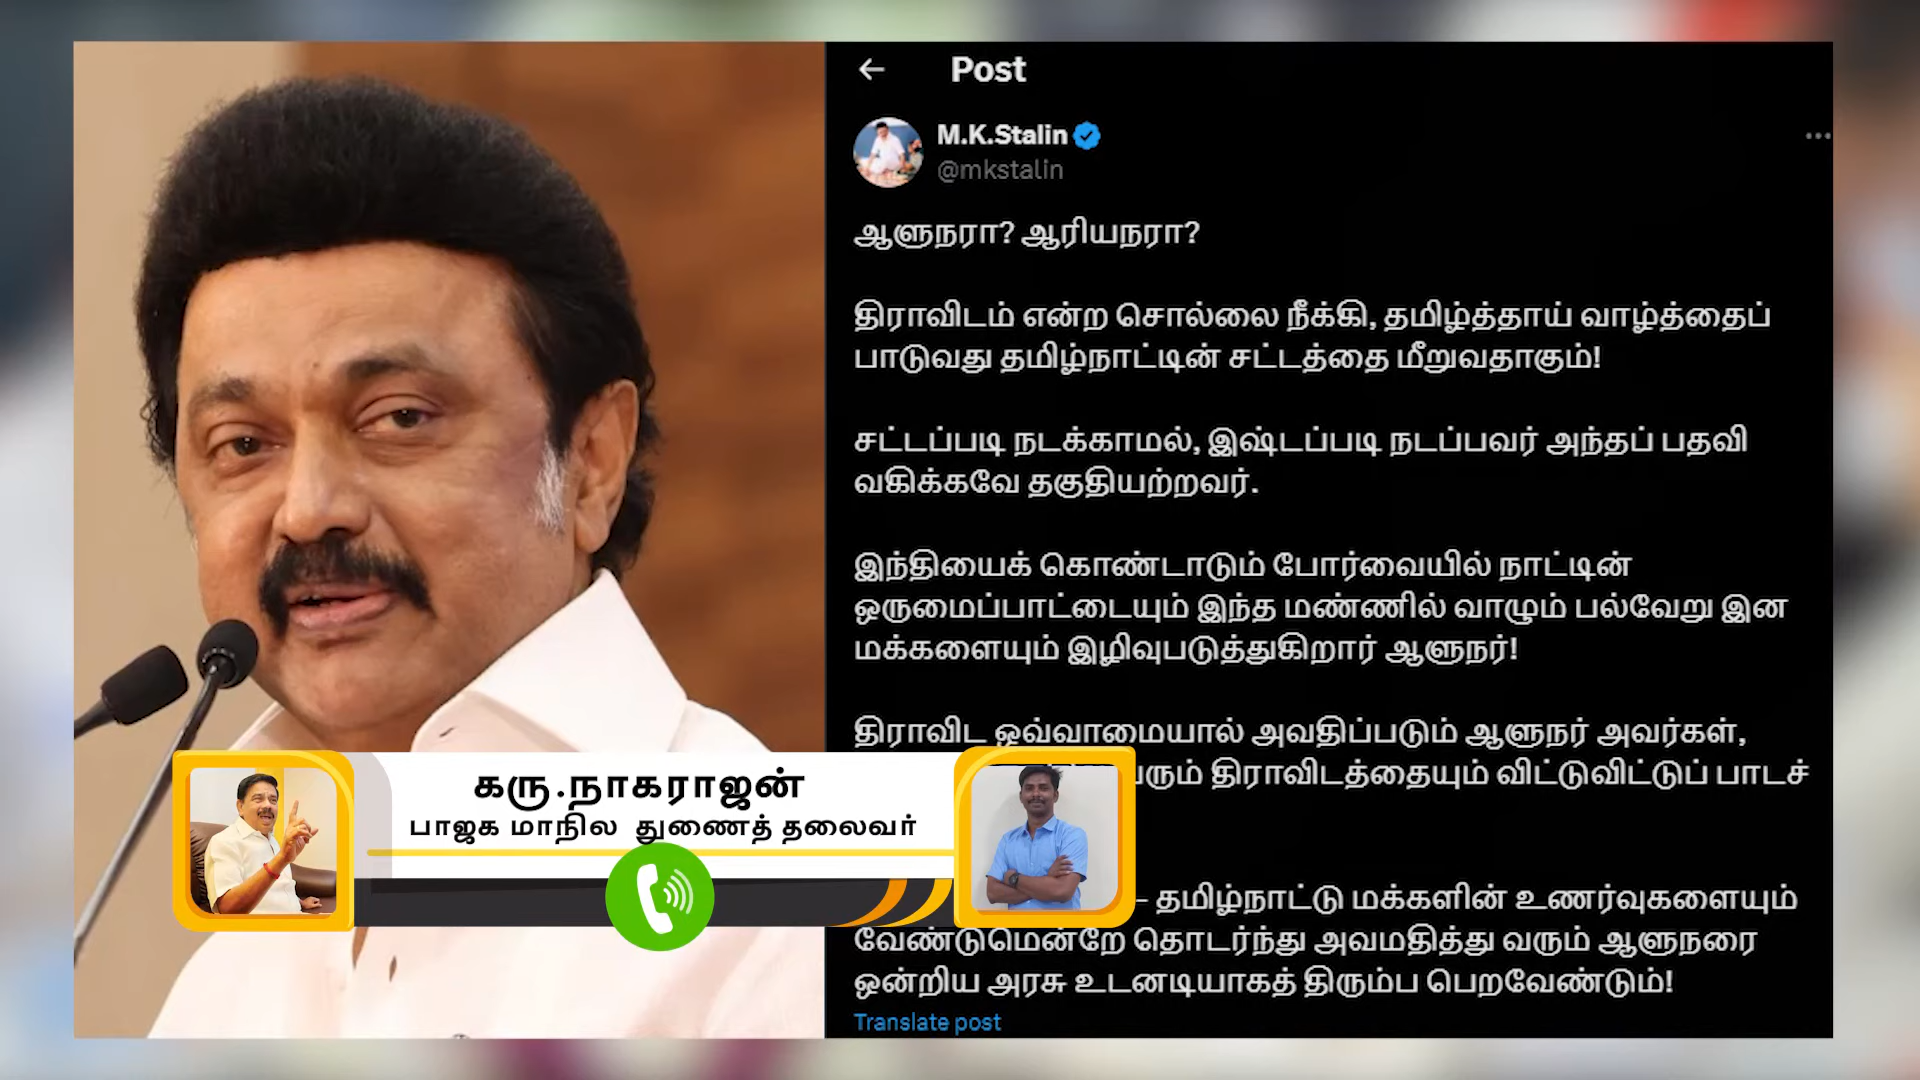 Post
M.K.Stalin
@mkstalin
ஆளுநரா? ஆரியநரா?
திராவிடம் என்ற சொல்லை நீக்கி, தமிழ்த்தாய் வாழ்த்தைப்
பாடுவது தமிழ்நாட்டின் சட்டத்தை மீறுவதாகும்!
சட்டப்படி நடக்காமல், இஷ்டப்படி நடப்பவர் அந்தப் பதவி
வகிக்கவே தகுதியற்றவர்.
இந்தியைக் கொண்டாடும் போர்வையில் நாட்டின்
ஒருமைப்பாட்டையும் இந்த மண்ணில் வாழும் பல்வேறு இன
மக்களையும் இழிவுபடுத்துகிறார் ஆளுநர்!
திராவிட ஒவ்வாமையால் அவதிப்படும் ஆளுநர் அவர்கள்,
வரும் திராவிடத்தையும் விட்டுவிட்டுப் பாடச்
– தமிழ்நாட்டு மக்களின் உணர்வுகளையும்
வேண்டுமென்றே தொடர்ந்து அவமதித்து வரும் ஆளுநரை
ஒன்றிய அரசு உடனடியாகத் திரும்ப பெறவேண்டும்!
Translate post
கரு.நாகராஜன்
பாஜக மாநில துணைத் தலைவர்